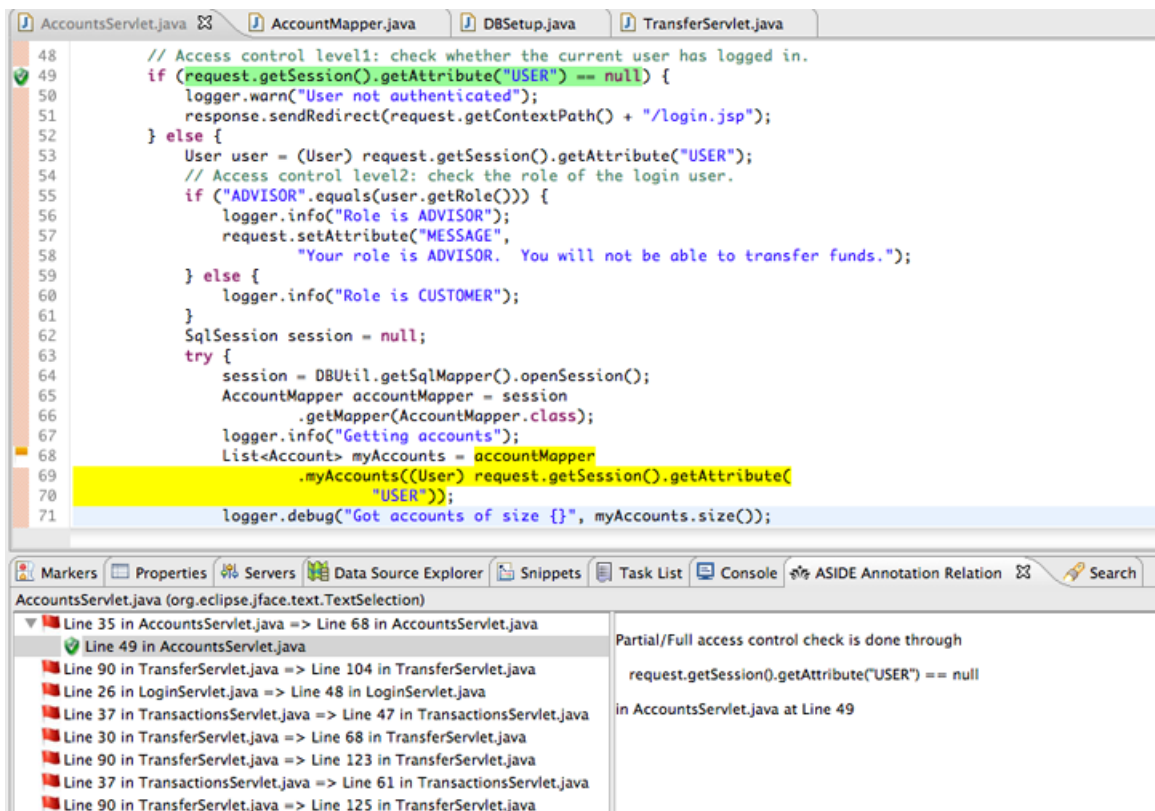 AccountsServlet.java AccountMapper.java DBSetup.java TransferServlet.java
48 // Access control level1: check whether the current user has logged in.
49 if (request.getSession().getAttribute("USER") == null) {
50 logger.warn("User not authenticated");
51 response.sendRedirect(request.getContextPath() + "/login.jsp");
52 } else {
53 User user = (User) request.getSession().getAttribute("USER");
54 // Access control level2: check the role of the login user.
55 if ("ADVISOR".equals(user.getRole())) {
56 logger.info("Role is ADVISOR");
57 request.setAttribute("MESSAGE",
58 "Your role is ADVISOR.  You will not be able to transfer funds.");
59 } else {
60 logger.info("Role is CUSTOMER");
61 }
62 SqlSession session = null;
63 try {
64 session = DBUtil.getSqlMapper().openSession();
65 AccountMapper accountMapper = session
66 .getMapper(AccountMapper.class);
67 logger.info("Getting accounts");
68 List<Account> myAccounts = accountMapper
69 .myAccounts((User) request.getSession().getAttribute(
70 "USER"));
71 logger.debug("Got accounts of size {}", myAccounts.size());
Markers Properties Servers Data Source Explorer Snippets Task List Console ASIDE Annotation Relation Search
AccountsServlet.java (org.eclipse.jface.text.TextSelection)
Line 35 in AccountsServlet.java => Line 68 in AccountsServlet.java
Line 49 in AccountsServlet.java
Line 90 in TransferServlet.java => Line 104 in TransferServlet.java
Line 26 in LoginServlet.java => Line 48 in LoginServlet.java
Line 37 in TransactionsServlet.java => Line 47 in TransactionsServlet.java
Line 30 in TransferServlet.java => Line 68 in TransferServlet.java
Line 90 in TransferServlet.java => Line 123 in TransferServlet.java
Line 37 in TransactionsServlet.java => Line 61 in TransactionsServlet.java
Line 90 in TransferServlet.java => Line 125 in TransferServlet.java
Partial/Full access control check is done through
request.getSession().getAttribute("USER") == null
in AccountsServlet.java at Line 49